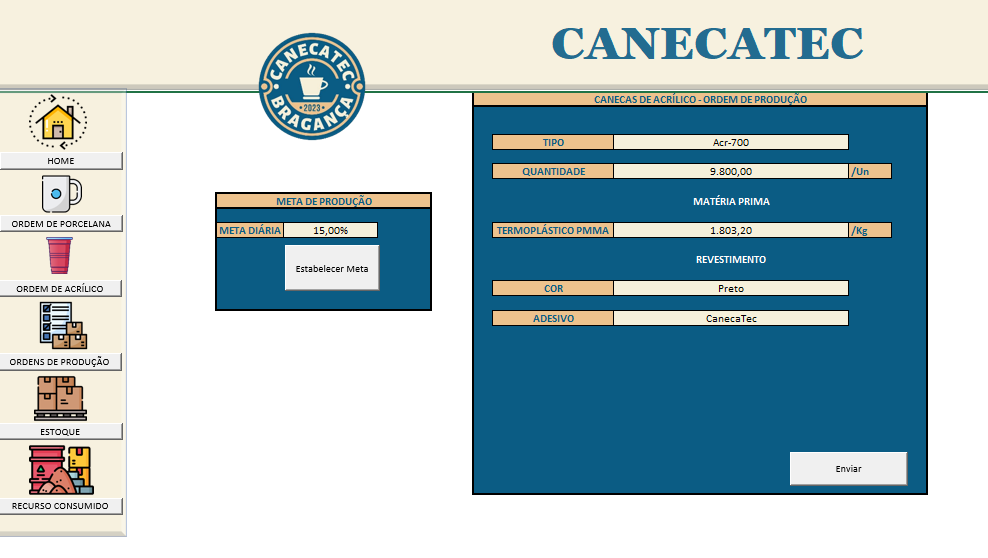 CANECATEC
CANECATEC
BRAGANÇA
•2023•
HOME
ORDEM DE PORCELANA
ORDEM DE ACRÍLICO
ORDENS DE PRODUÇÃO
ESTOQUE
RECURSO CONSUMIDO
META DE PRODUÇÃO
META DIÁRIA 15,00%
Estabelecer Meta
CANECAS DE ACRÍLICO - ORDEM DE PRODUÇÃO
TIPO Acr-700
QUANTIDADE 9.800,00 /Un
MATÉRIA PRIMA
TERMOPLÁSTICO PMMA 1.803,20 /Kg
REVESTIMENTO
COR Preto
ADESIVO CanecaTec
Enviar